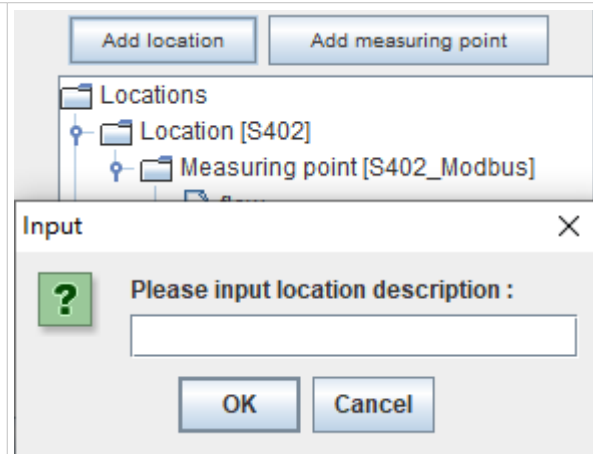 Add location Add measuring point
Locations
Location [S402]
Measuring point [S402_Modbus]
Input
?
Please input location description :
OK Cancel